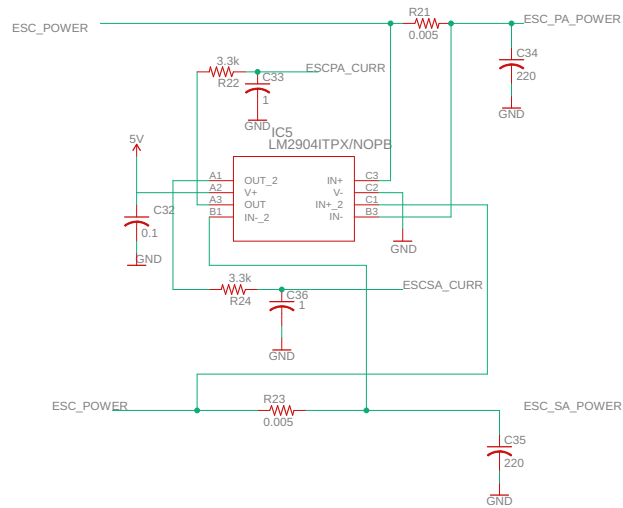 R21
ESC_POWER
0.005
ESC_PA_POWER
C34
220
GND
3.3k
R22
ESCPA_CURR
C33
1
GND
IC5
LM2904ITPX/NOPB
5V
A1
OUT_2
IN+
C3
A2
V+
V-
C2
A3
OUT
IN+_2
C1
B1
IN-_2
IN-
B3
C32
0.1
GND
GND
3.3k
R24
ESCSA_CURR
C36
1
GND
ESC_POWER
R23
0.005
ESC_SA_POWER
C35
220
GND